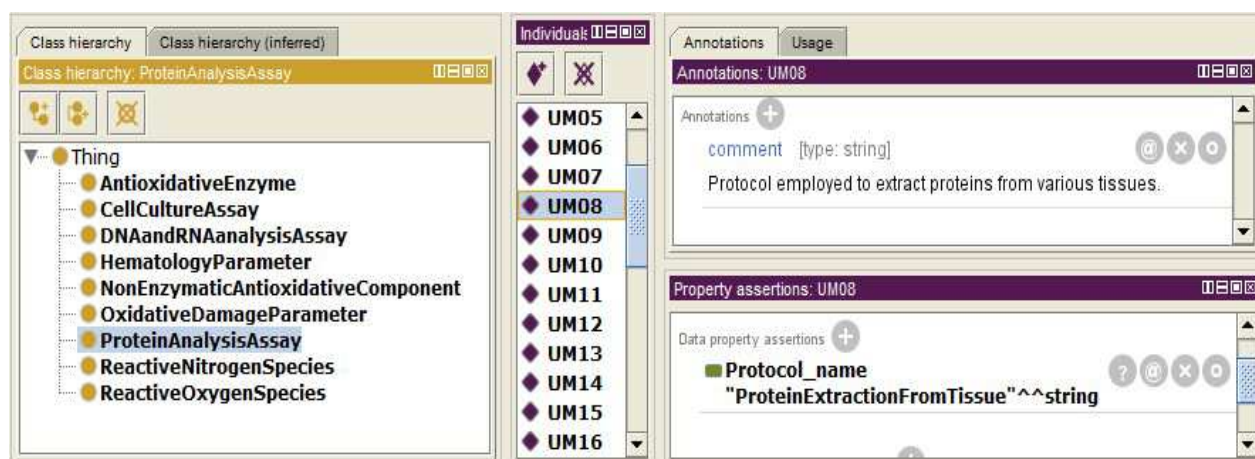 Class hierarchy
Class hierarchy (inferred)
Class hierarchy: ProteinAnalysisAssay
Thing
AntioxidativeEnzyme
CellCultureAssay
DNAandRNAanalysisAssay
HematologyParameter
NonEnzymaticAntioxidativeComponent
OxidativeDamageParameter
ProteinAnalysisAssay
ReactiveNitrogenSpecies
ReactiveOxygenSpecies
Individuals
UM05
UM06
UM07
UM08
UM09
UM10
UM11
UM12
UM13
UM14
UM15
UM16
Annotations
Usage
Annotations: UM08
Annotations
comment [type: string]
Protocol employed to extract proteins from various tissues.
Property assertions: UM08
Data property assertions
Protocol_name
"ProteinExtractionFromTissue"^^string